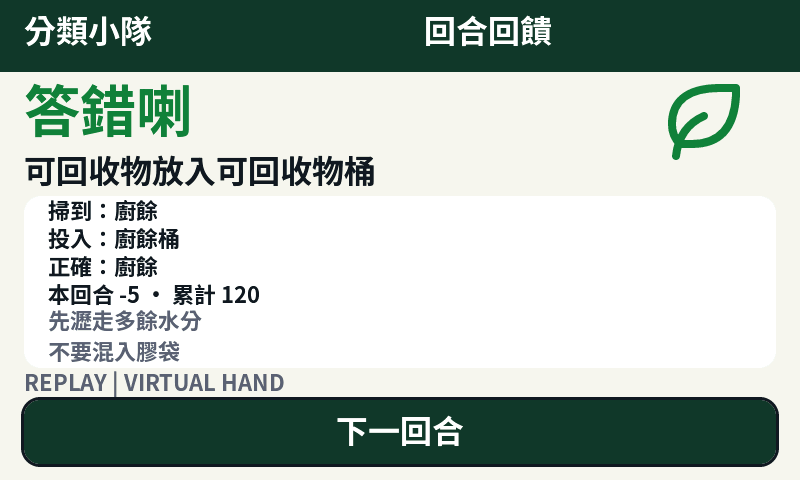 分類小隊
回合回饋
答錯喇
可回收物放入可回收物桶
掃到：廚餘
投入：廚餘桶
正確：廚餘
本回合 -5 · 累計 120
先瀝走多餘水分
不要混入膠袋
REPLAY | VIRTUAL HAND
下一回合